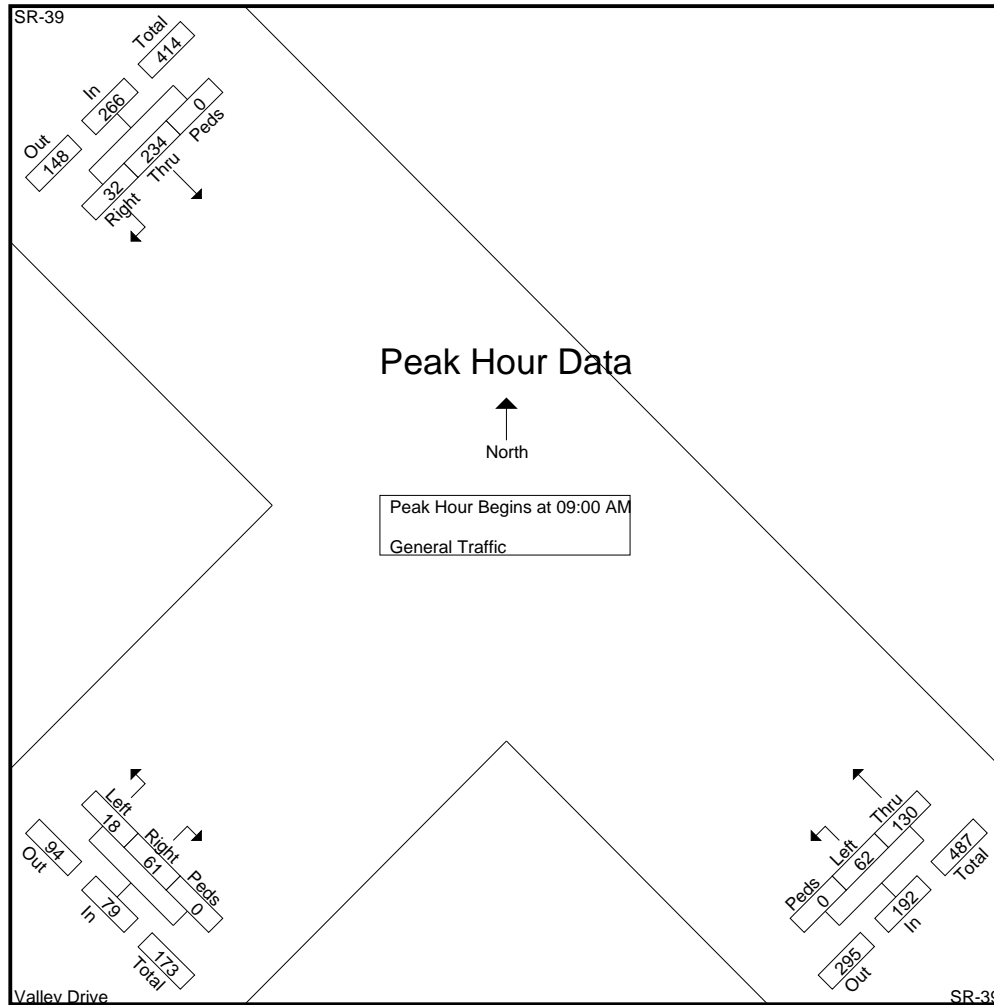 SR-39
Total
414
In
266
Out
148
0
Peds
234
Thru
32
Right
Peak Hour Data
North
Peak Hour Begins at 09:00 AM
General Traffic
Left
18
Right
61
Peds
0
Out
94
In
79
Total
173
Valley Drive
Thru
130
Left
62
Peds
0
Total
487
In
192
Out
295
SR-39